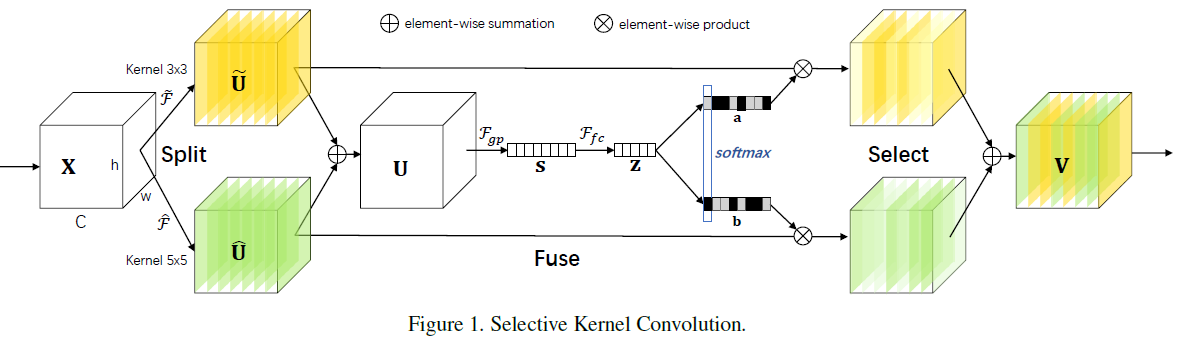 element-wise summation
element-wise product
Kernel 3x3
Ũ
ℱ̃
Split
X
h
w
C
ℱ̂
Kernel 5x5
Û
U
ℱgp
S
ℱfc
Z
a
softmax
b
Fuse
Select
V
Figure 1. Selective Kernel Convolution.